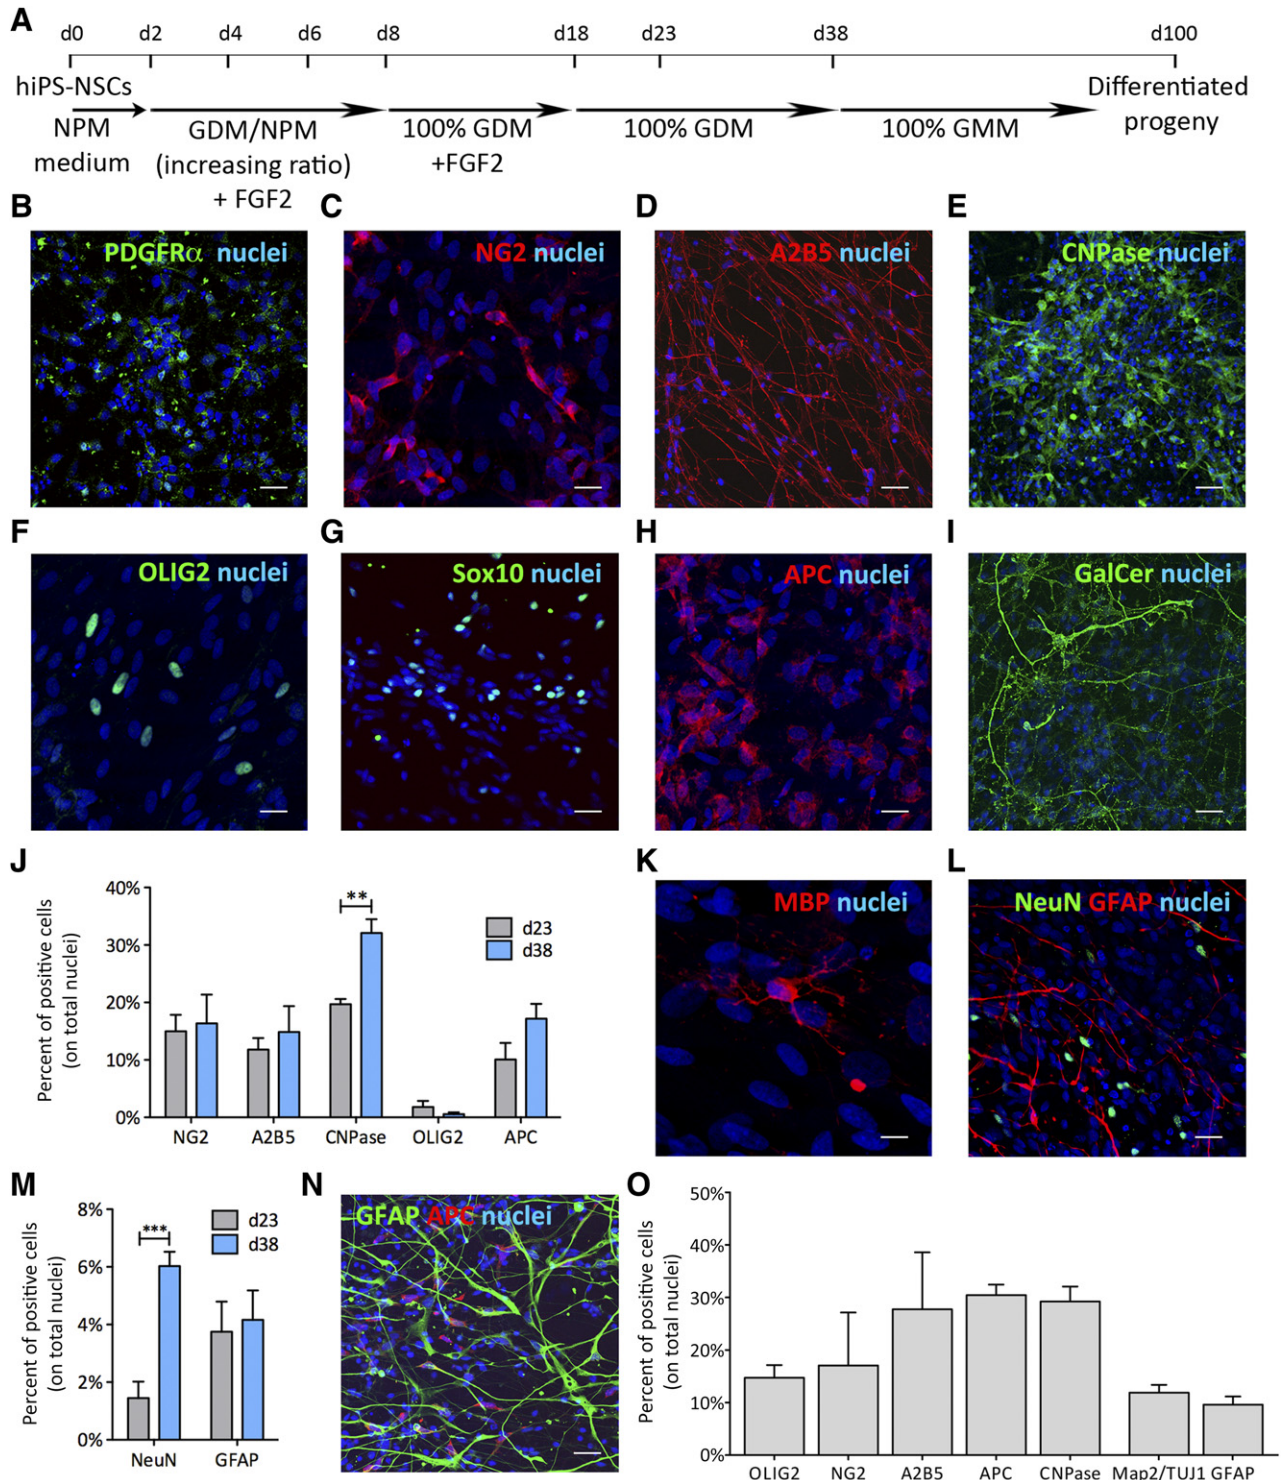 A
d0 d2 d4 d6 d8 d18 d23 d38 d100
hiPS-NSCs
NPM
medium
GDM/NPM
(increasing ratio)
+ FGF2
100% GDM
+FGF2
100% GDM
100% GMM
Differentiated
progeny
B
PDGFRα nuclei
C
NG2 nuclei
D
A2B5 nuclei
E
CNPase nuclei
F
OLIG2 nuclei
G
Sox10 nuclei
H
APC nuclei
I
GalCer nuclei
J
Percent of positive cells
(on total nuclei)
40%
30%
20%
10%
0%
**
d23
d38
NG2 A2B5 CNPase OLIG2 APC
K
MBP nuclei
L
NeuN GFAP nuclei
M
Percent of positive cells
(on total nuclei)
8%
6%
4%
2%
0%
***
d23
d38
NeuN GFAP
N
GFAP APC nuclei
O
Percent of positive cells
(on total nuclei)
50%
40%
30%
20%
10%
0%
OLIG2 NG2 A2B5 APC CNPase Map2/TUJ1 GFAP